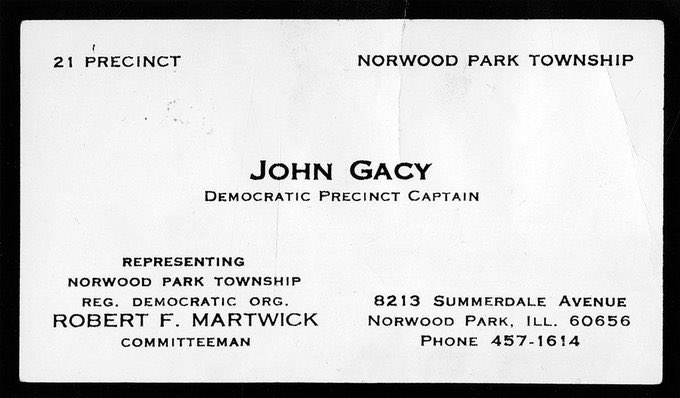 21 PRECINCT
NORWOOD PARK TOWNSHIP
JOHN GACY
DEMOCRATIC PRECINCT CAPTAIN
REPRESENTING
NORWOOD PARK TOWNSHIP
REG. DEMOCRATIC ORG.
ROBERT F. MARTWICK
COMMITTEEMAN
8213 SUMMERDALE AVENUE
NORWOOD PARK, ILL. 60656
PHONE 457-1614